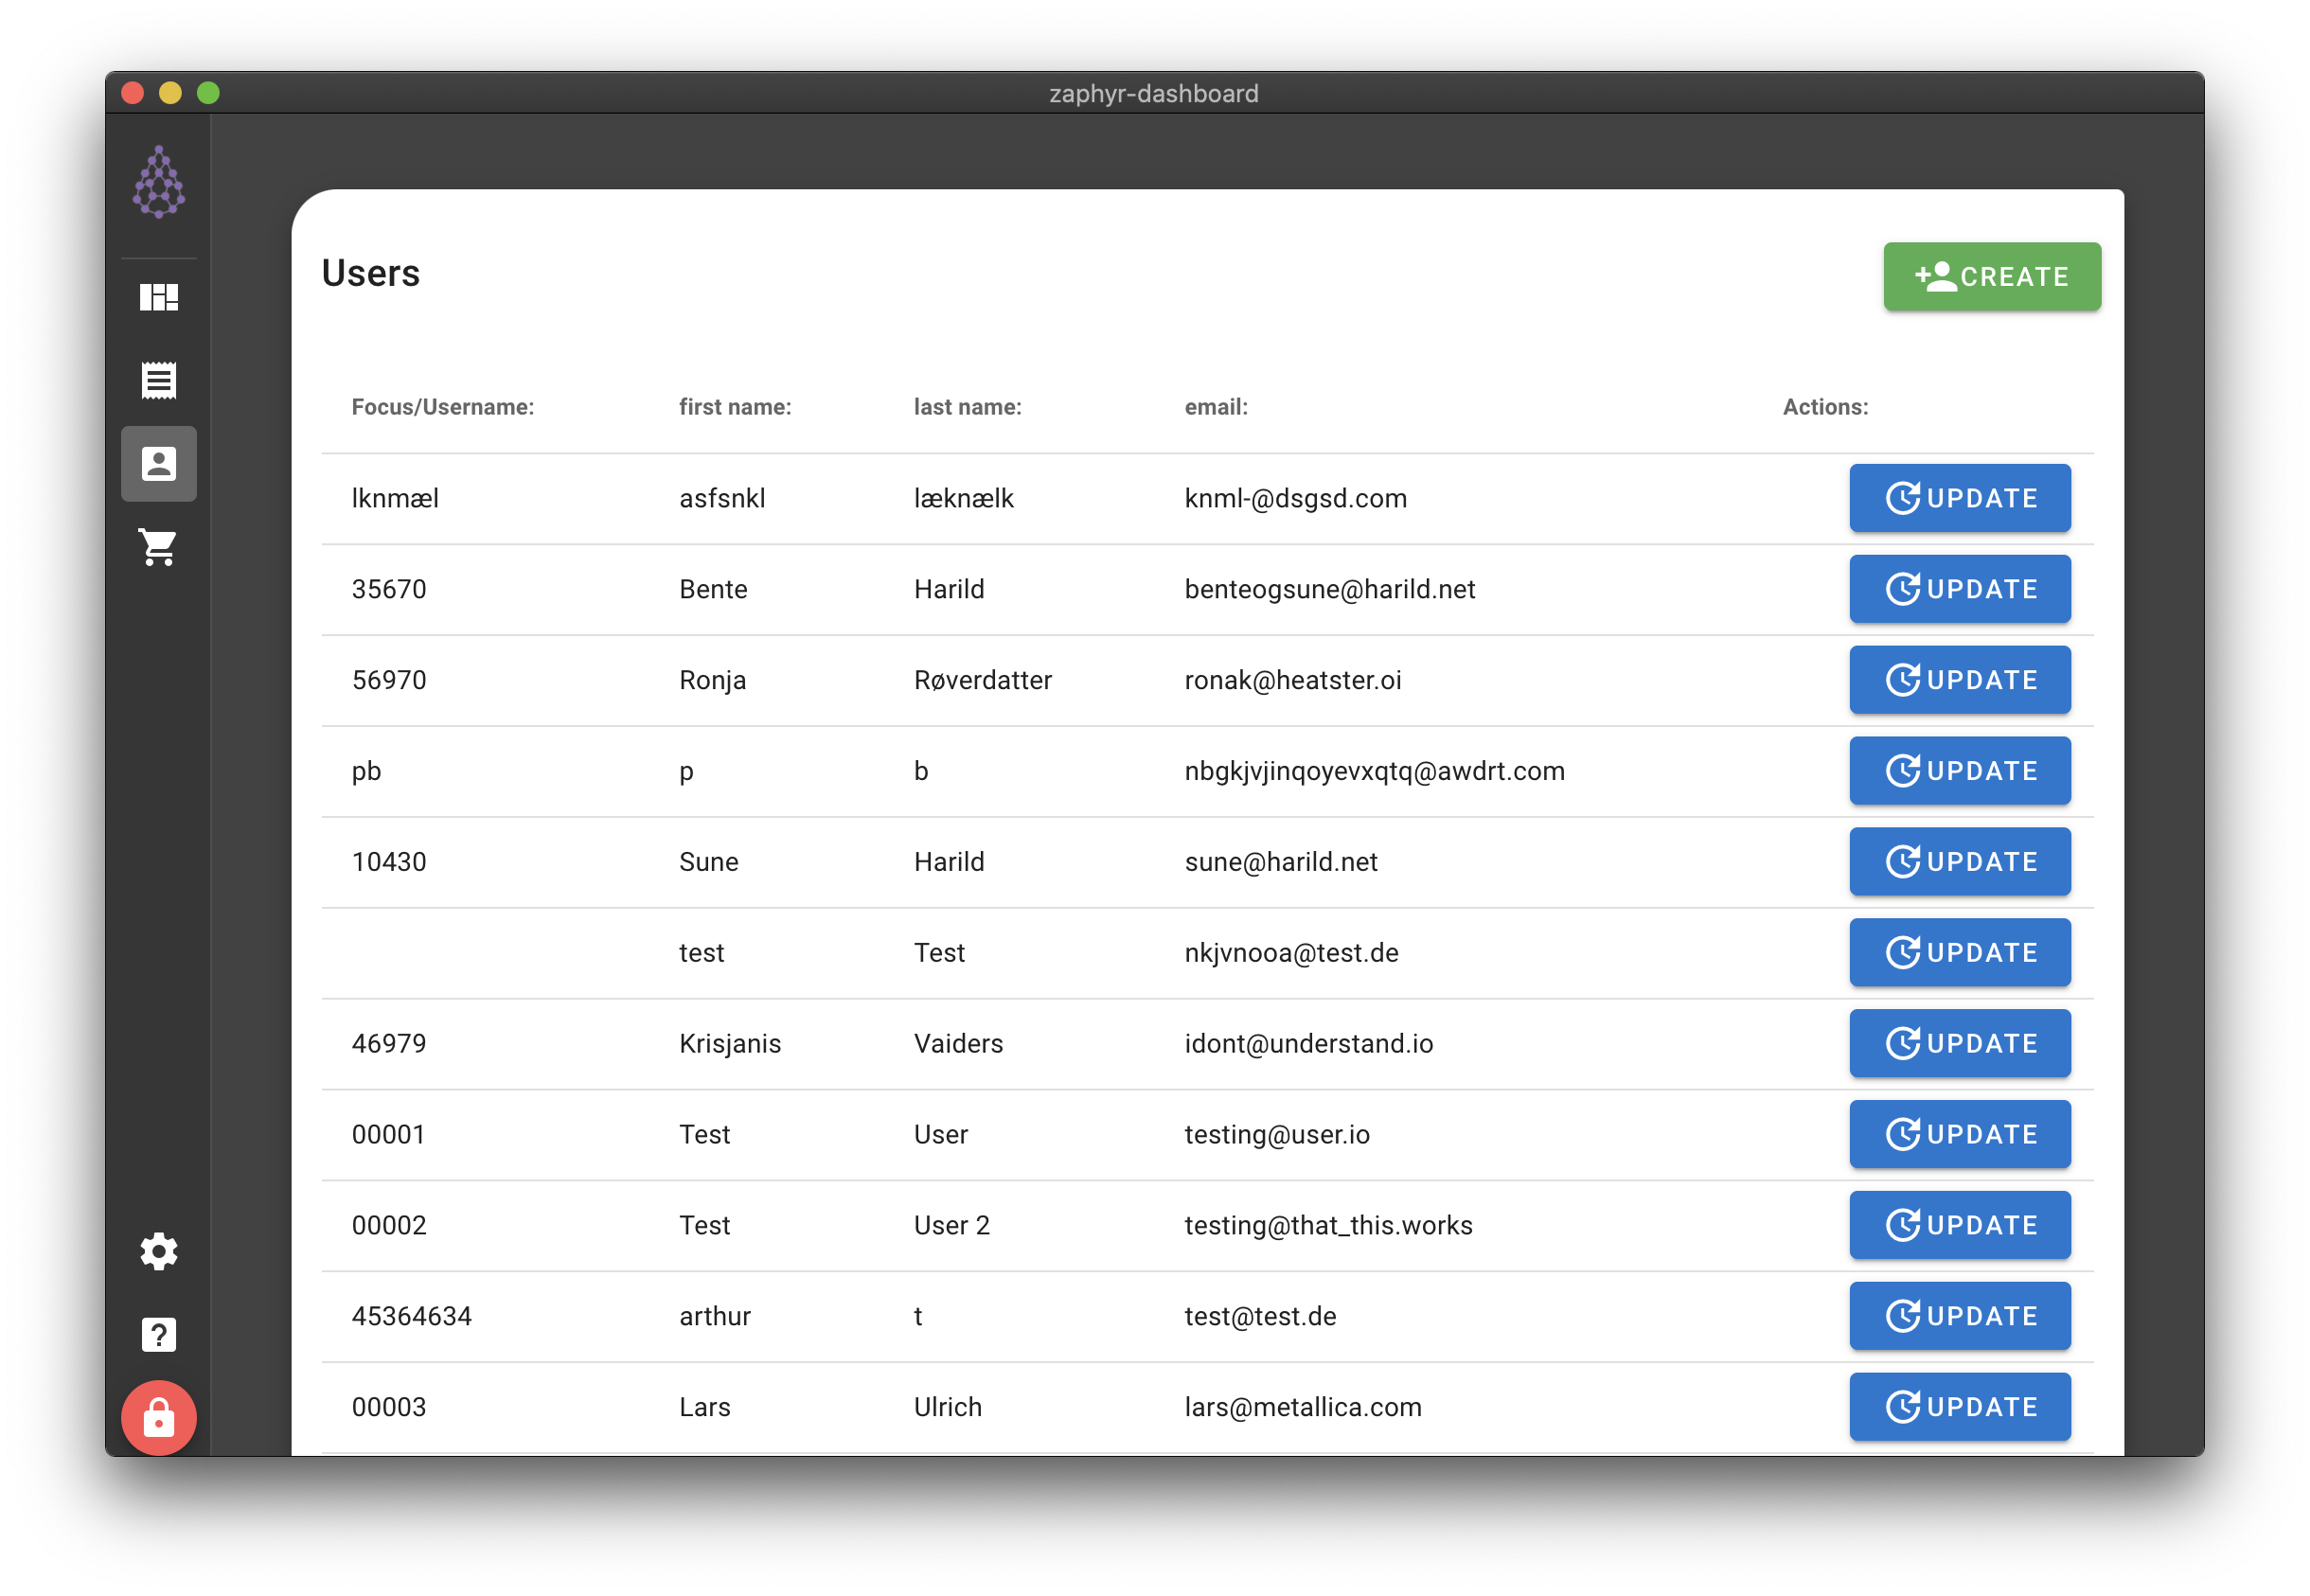 zaphyr-dashboard
Users
CREATE
Focus/Username: first name: last name: email: Actions:
lknmæl asfsnkl læknælk knml-@dsgsd.com UPDATE
35670 Bente Harild benteogsune@harild.net UPDATE
56970 Ronja Røverdatter ronak@heatster.oi UPDATE
pb p b nbgkjvjinqoyevxqtq@awdrt.com UPDATE
10430 Sune Harild sune@harild.net UPDATE
test Test nkjvnooa@test.de UPDATE
46979 Krisjanis Vaiders idont@understand.io UPDATE
00001 Test User testing@user.io UPDATE
00002 Test User 2 testing@that_this.works UPDATE
45364634 arthur t test@test.de UPDATE
00003 Lars Ulrich lars@metallica.com UPDATE
?